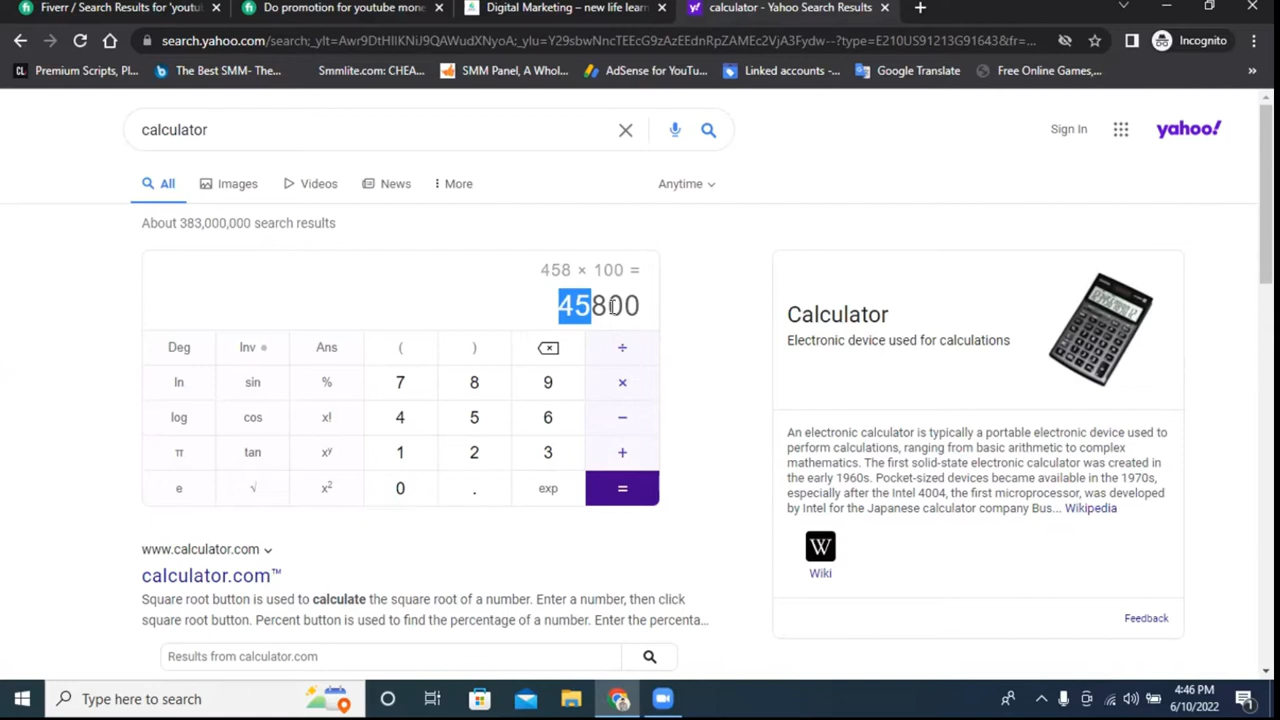 Fiverr / Search Results for 'youtu
Do promotion for youtube mone
Digital Marketing – new life learn
calculator - Yahoo Search Results
search.yahoo.com/search;_ylt=Awr9DtHIIKNiJ9QAWudXNyoA;_ylu=Y29sbwNncTEEcG9zAzEEdnRpZAMEc2VjA3Fydw--?type=E210US91213G91643&fr=...
Incognito
Premium Scripts, Pl...
The Best SMM- The...
Smmlite.com: CHEA...
SMM Panel, A Whol...
AdSense for YouTu...
Linked accounts -...
Google Translate
Free Online Games,...
calculator
Sign In
yahoo!
All
Images
Videos
News
More
Anytime
About 383,000,000 search results
458 × 100 =
45800
Deg Inv Ans ( ) ÷
ln sin % 7 8 9 ×
log cos x! 4 5 6 −
π tan xʸ 1 2 3 +
e √ x² 0 . exp =
Calculator
Electronic device used for calculations
An electronic calculator is typically a portable electronic device used to
perform calculations, ranging from basic arithmetic to complex
mathematics. The first solid-state electronic calculator was created in
the early 1960s. Pocket-sized devices became available in the 1970s,
especially after the Intel 4004, the first microprocessor, was developed
by Intel for the Japanese calculator company Bus... Wikipedia
W
Wiki
Feedback
www.calculator.com
calculator.com™
Square root button is used to calculate the square root of a number. Enter a number, then click
square root button. Percent button is used to find the percentage of a number. Enter the percenta...
Results from calculator.com
Type here to search
4:46 PM
6/10/2022